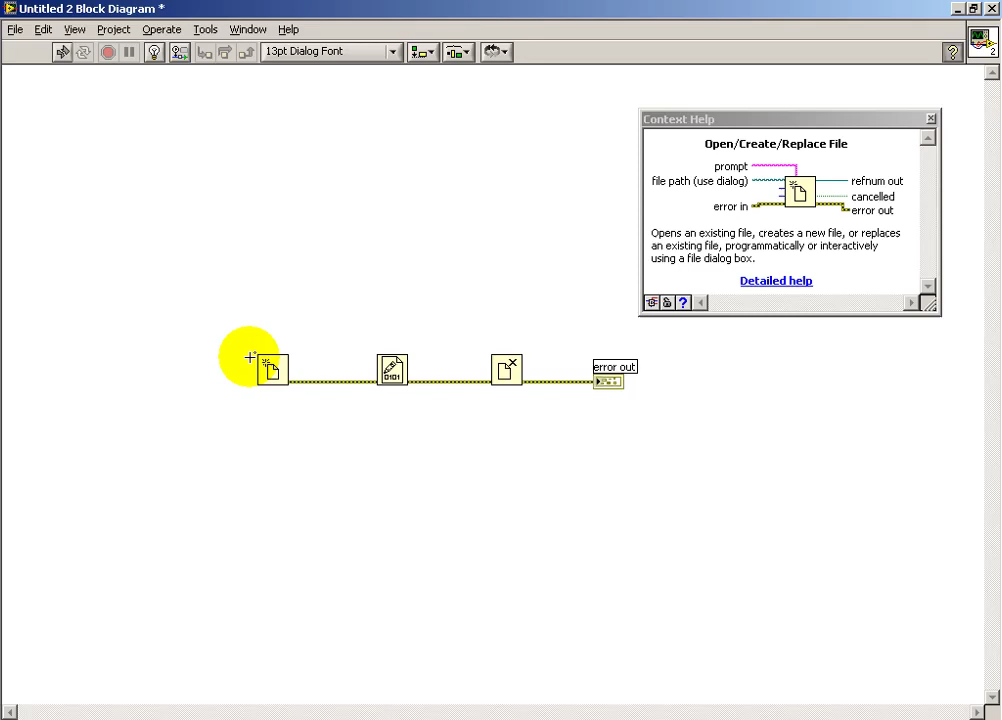 Untitled 2 Block Diagram *
File Edit View Project Operate Tools Window Help
13pt Dialog Font
?
2
Context Help
Open/Create/Replace File
prompt
file path (use dialog)
refnum out
cancelled
error in
error out
Opens an existing file, creates a new file, or replaces
an existing file, programmatically or interactively
using a file dialog box.
Detailed help
?
0101
error out